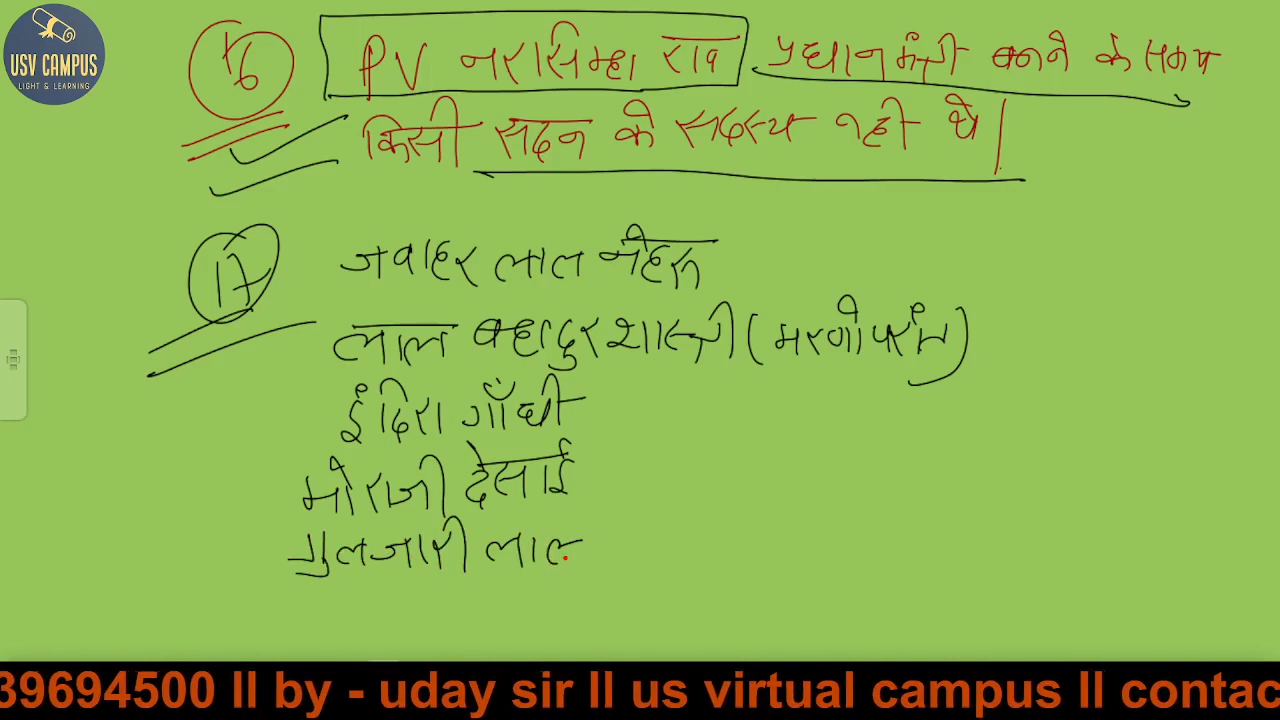 USV CAMPUS
LIGHT & LEARNING
16 PV नरसिम्हा राव प्रधानमंत्री बनने के समय
किसी सदन के सदस्य नही थे।
17 जवाहर लाल नेहरू
लाल बहादुर शास्त्री (मरणोपरांत)
इंदिरा गाँधी
मोराजी देसाई
गुलजारी लाल
39694500 ll by - uday sir ll us virtual campus ll contac